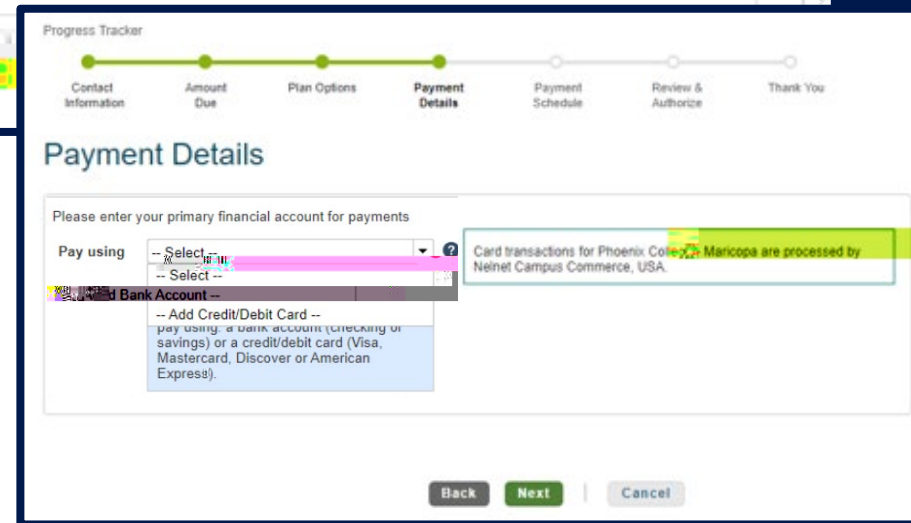 Progress Tracker
Contact Information
Amount Due
Plan Options
Payment Details
Payment Schedule
Review & Authorize
Thank You
Payment Details
Please enter your primary financial account for payments
Pay using
-- Select --
-- Select --
Bank Account --
-- Add Credit/Debit Card --
pay using: a bank account (checking or
savings) or a credit/debit card (Visa,
Mastercard, Discover or American
Express).
Card transactions for Phoenix Maricopa are processed by
Nelnet Campus Commerce, USA.
Back
Next
Cancel